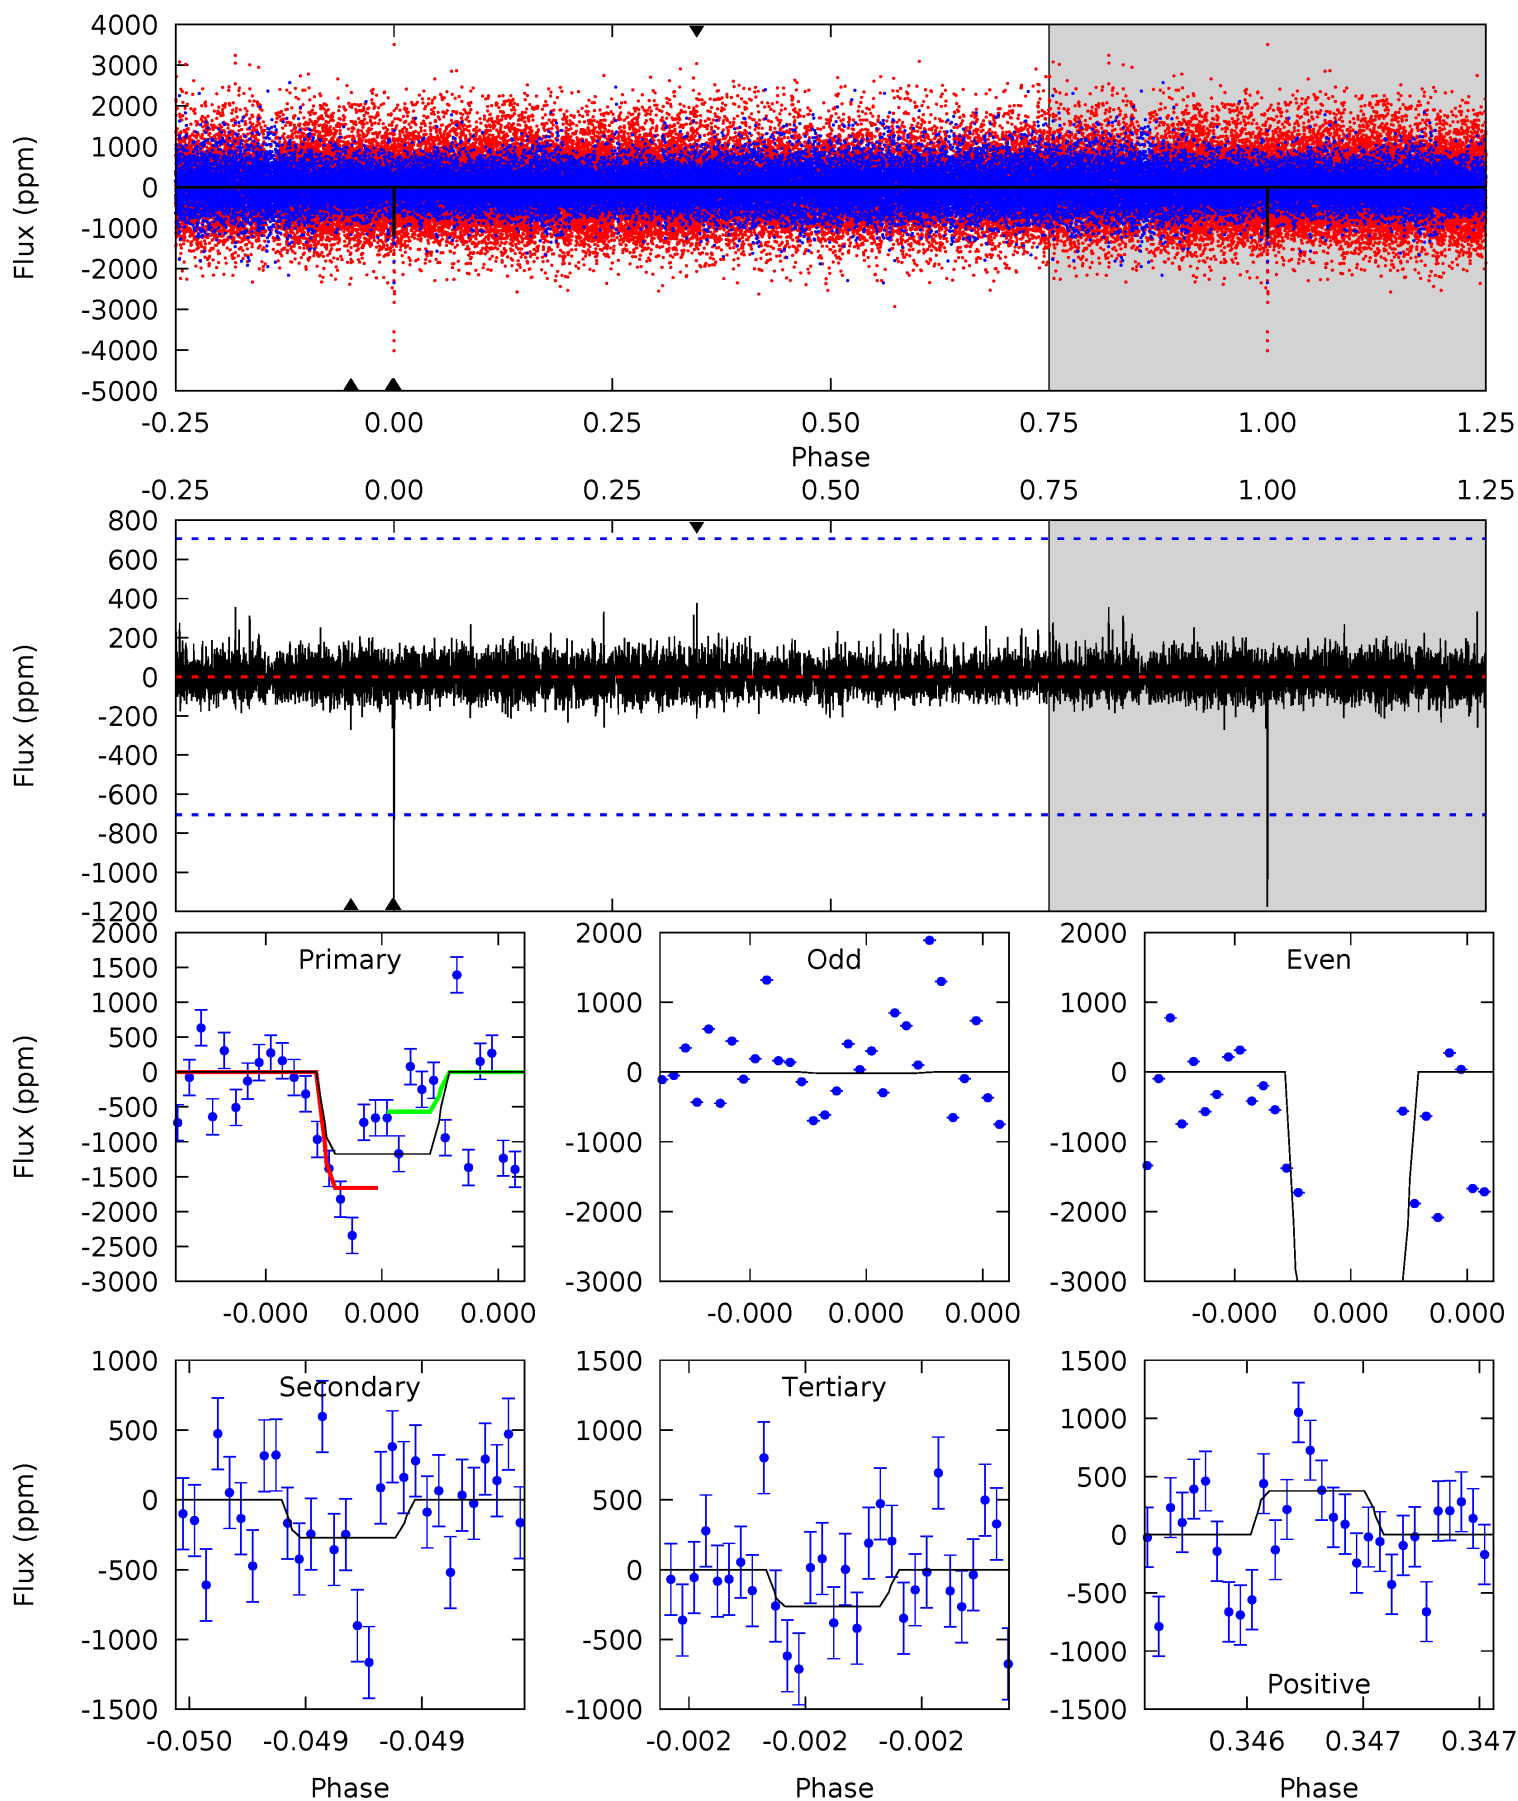 4000
3000
2000
1000
0
-1000
-2000
-3000
-4000
-5000
Flux (ppm)
-0.25 0.00 0.25 0.50 0.75 1.00 1.25
Phase
-0.25 0.00 0.25 0.50 0.75 1.00 1.25
800
600
400
200
0
-200
-400
-600
-800
-1000
-1200
Flux (ppm)
Primary
2000
1500
1000
500
0
-500
-1000
-1500
-2000
-2500
-3000
Flux (ppm)
-0.000 0.000 0.000
Odd
2000
1000
0
-1000
-2000
-3000
-0.000 0.000 0.000
Even
2000
1000
0
-1000
-2000
-3000
-0.000 0.000 0.000
Secondary
1000
500
0
-500
-1000
-1500
Flux (ppm)
-0.050 -0.049 -0.049
Phase
Tertiary
1500
1000
500
0
-500
-1000
-0.002 -0.002 -0.002
Phase
1500
1000
500
0
-500
-1000
-1500
Positive
0.346 0.347 0.347
Phase